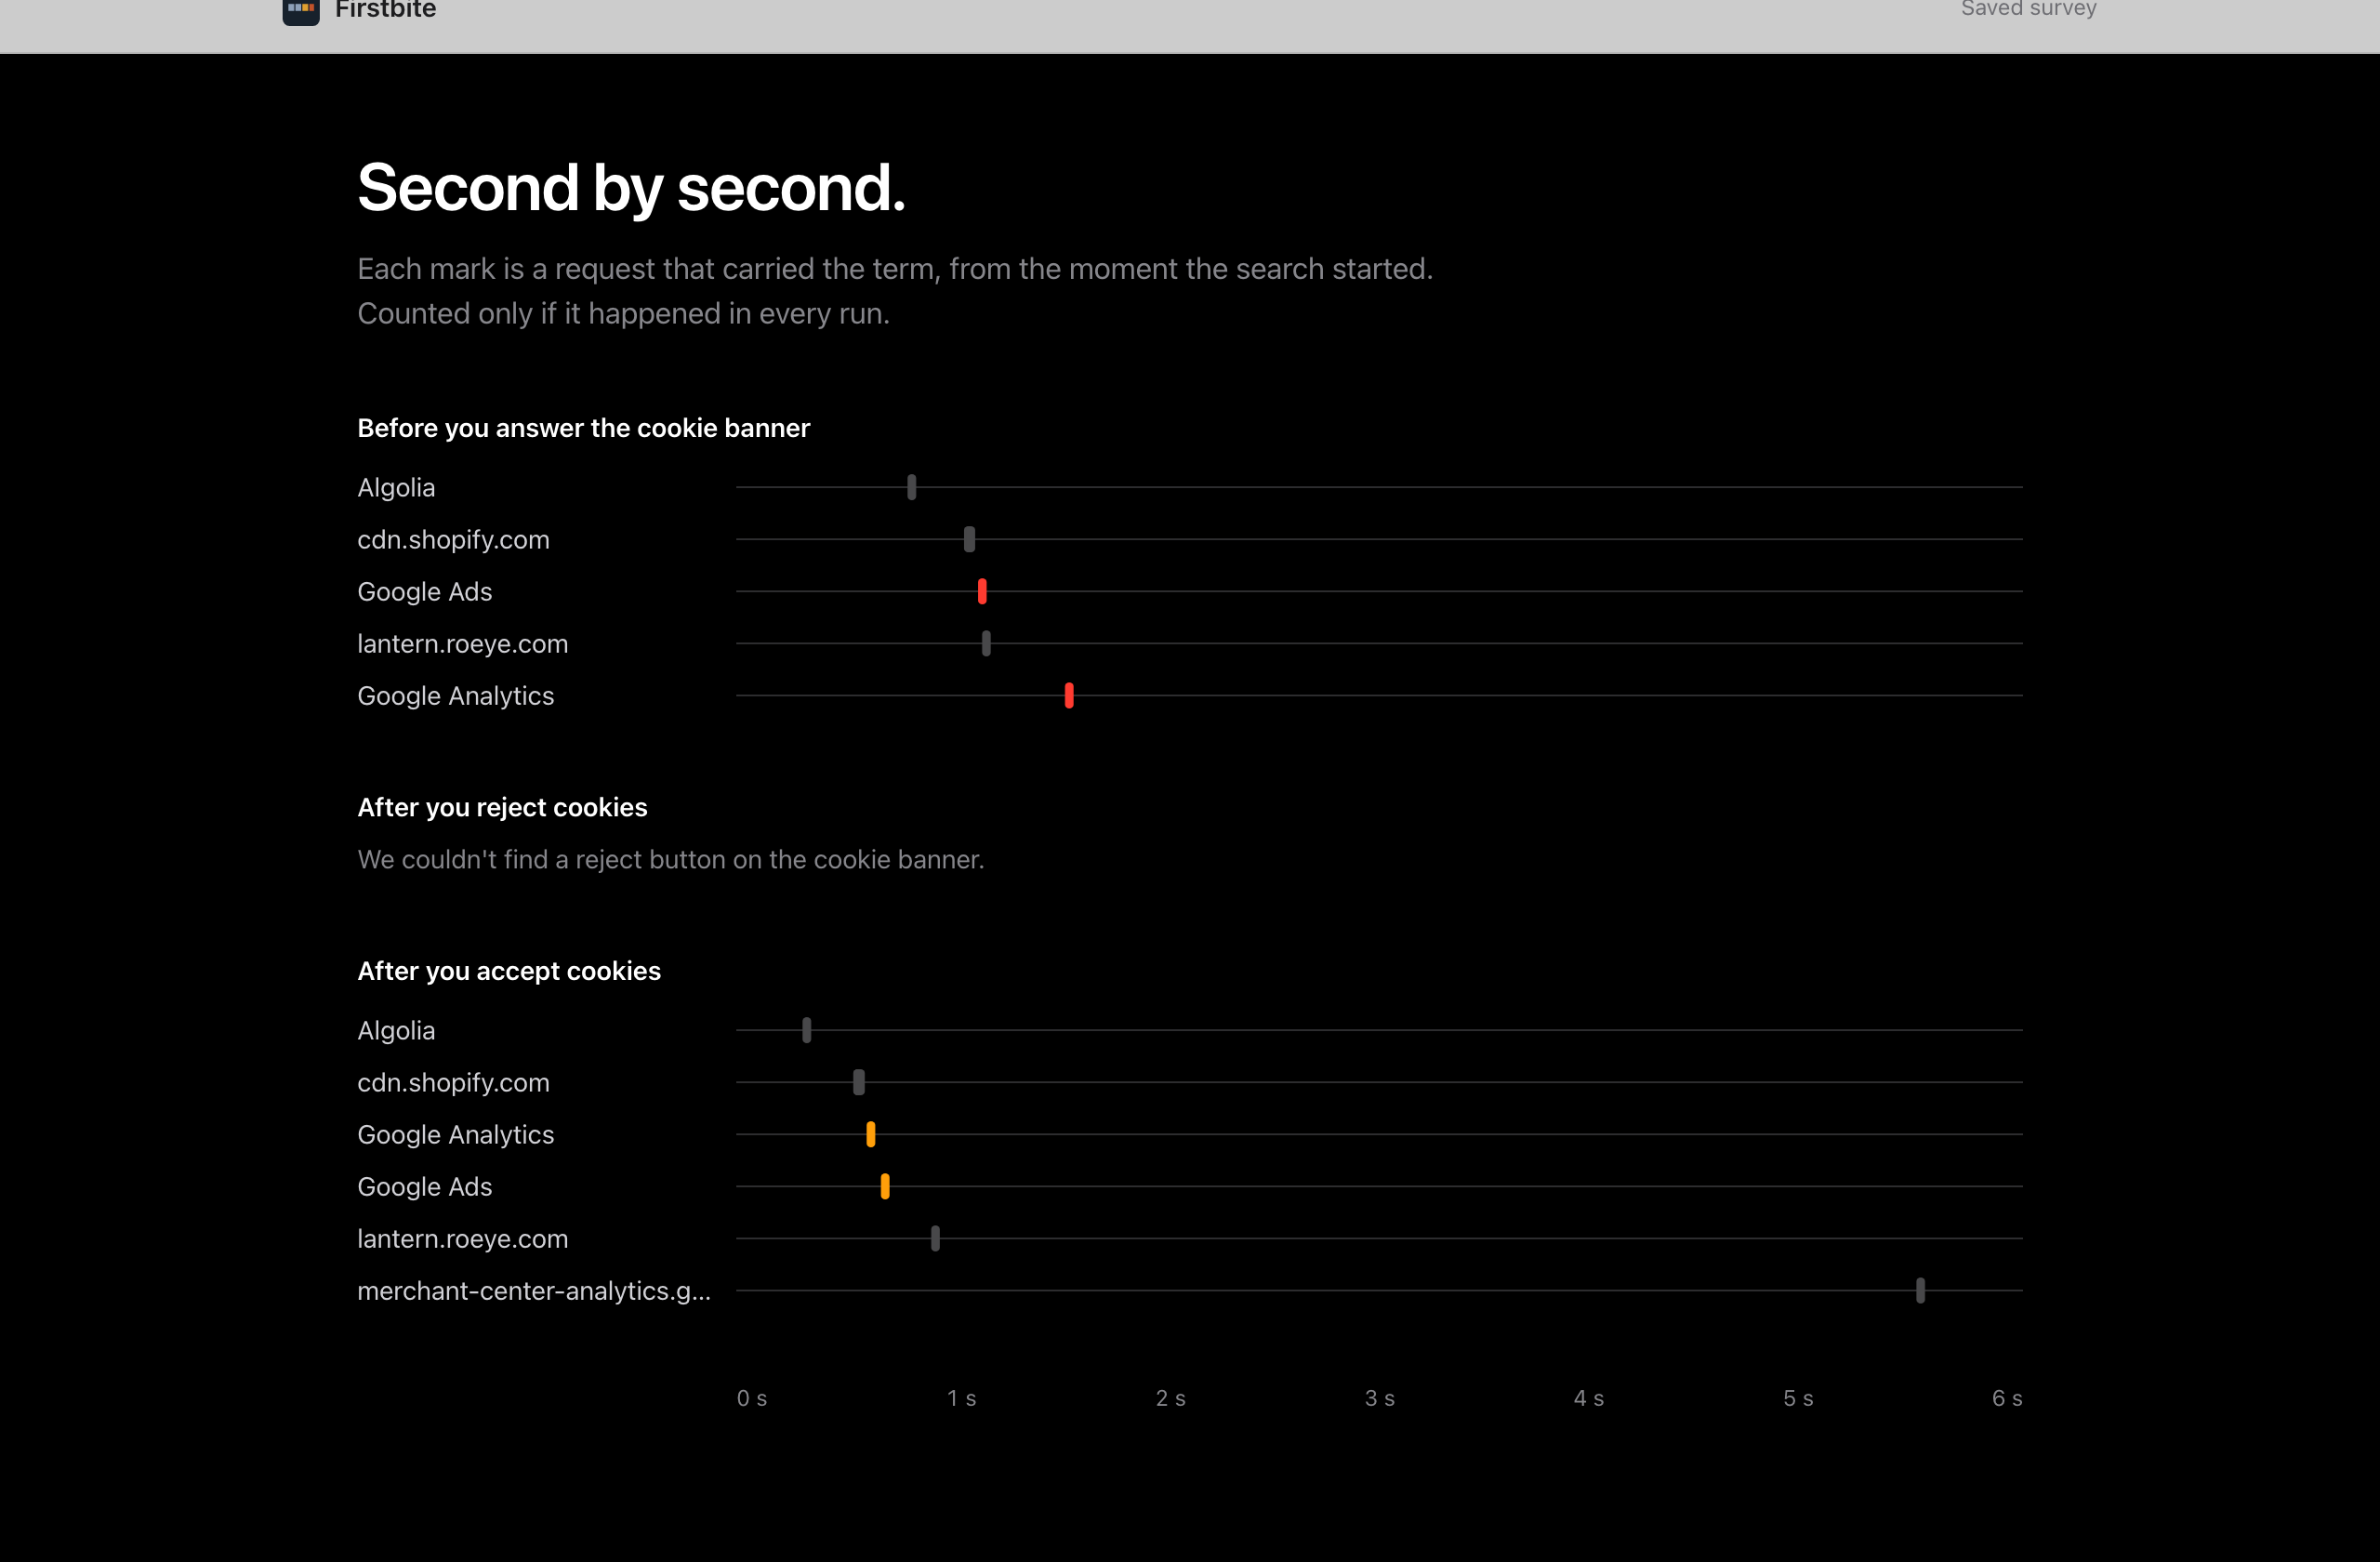 Firstbite
Saved survey
Second by second.
Each mark is a request that carried the term, from the moment the search started.
Counted only if it happened in every run.
Before you answer the cookie banner
Algolia
cdn.shopify.com
Google Ads
lantern.roeye.com
Google Analytics
After you reject cookies
We couldn't find a reject button on the cookie banner.
After you accept cookies
Algolia
cdn.shopify.com
Google Analytics
Google Ads
lantern.roeye.com
merchant-center-analytics.g...
0 s 1 s 2 s 3 s 4 s 5 s 6 s